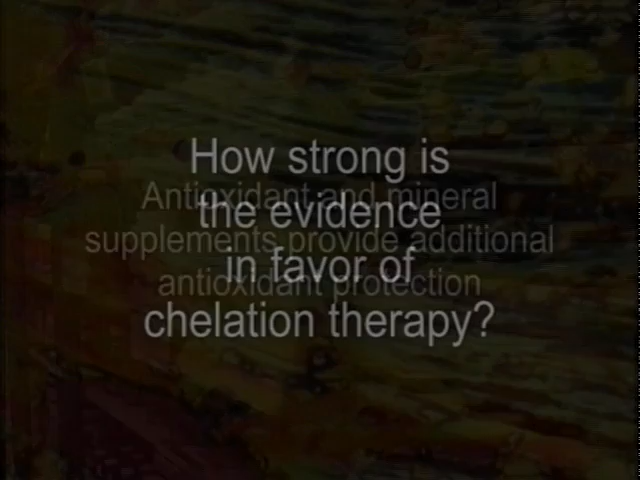 How strong is
the evidence
in favor of
chelation therapy?
Antioxidant and mineral
supplements provide additional
antioxidant protection